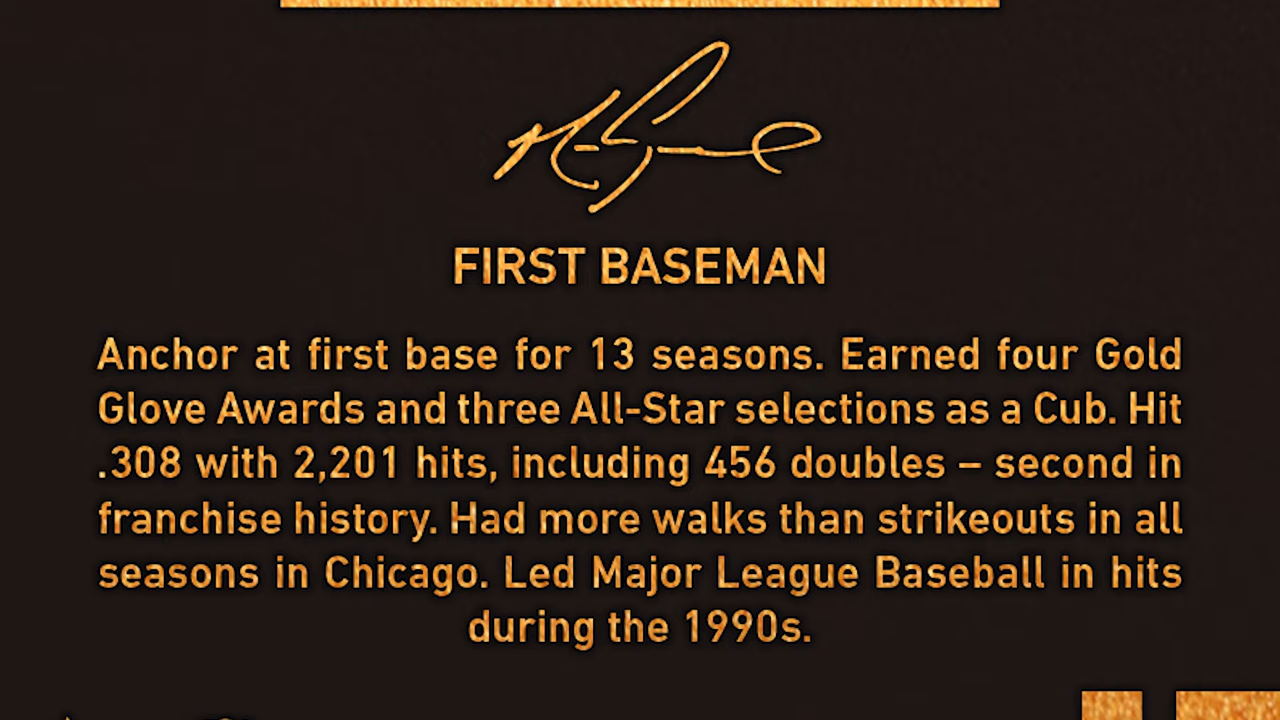 FIRST BASEMAN
Anchor at first base for 13 seasons. Earned four Gold
Glove Awards and three All-Star selections as a Cub. Hit
.308 with 2,201 hits, including 456 doubles – second in
franchise history. Had more walks than strikeouts in all
seasons in Chicago. Led Major League Baseball in hits
during the 1990s.